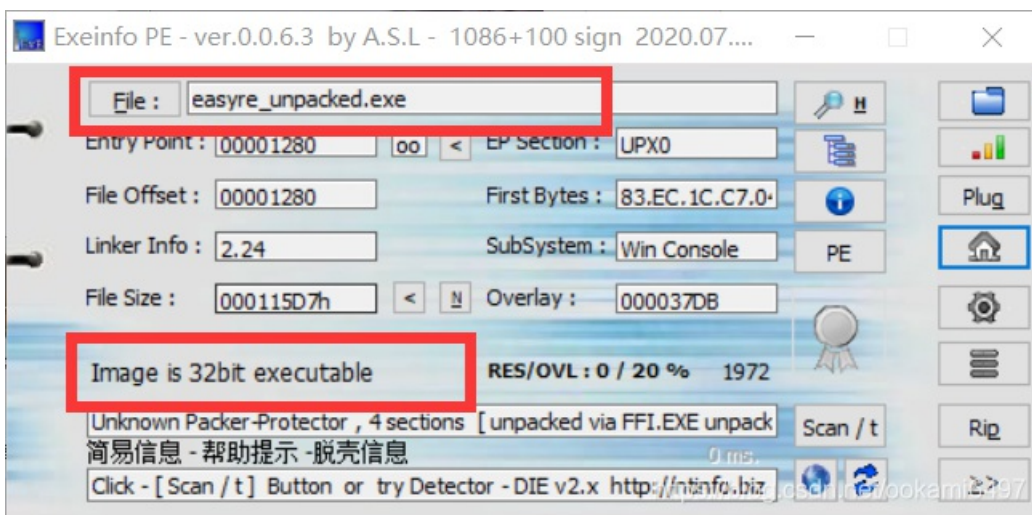 Exeinfo PE - ver.0.0.6.3 by A.S.L - 1086+100 sign 2020.07....
File : easyre_unpacked.exe H
Entry Point : 00001280 oo < EP Section : UPX0
File Offset : 00001280 First Bytes : 83.EC.1C.C7.04 Plug
Linker Info : 2.24 SubSystem : Win Console PE
File Size : 000115D7h < N Overlay : 000037DB
Image is 32bit executable RES/OVL : 0 / 20 % 1972
Unknown Packer-Protector , 4 sections [ unpacked via FFI.EXE unpack Scan / t Rip
简易信息 - 帮助提示 -脱壳信息 0 ms.
Click - [ Scan / t ] Button or try Detector - DIE v2.x http://ntinfo.biz >>